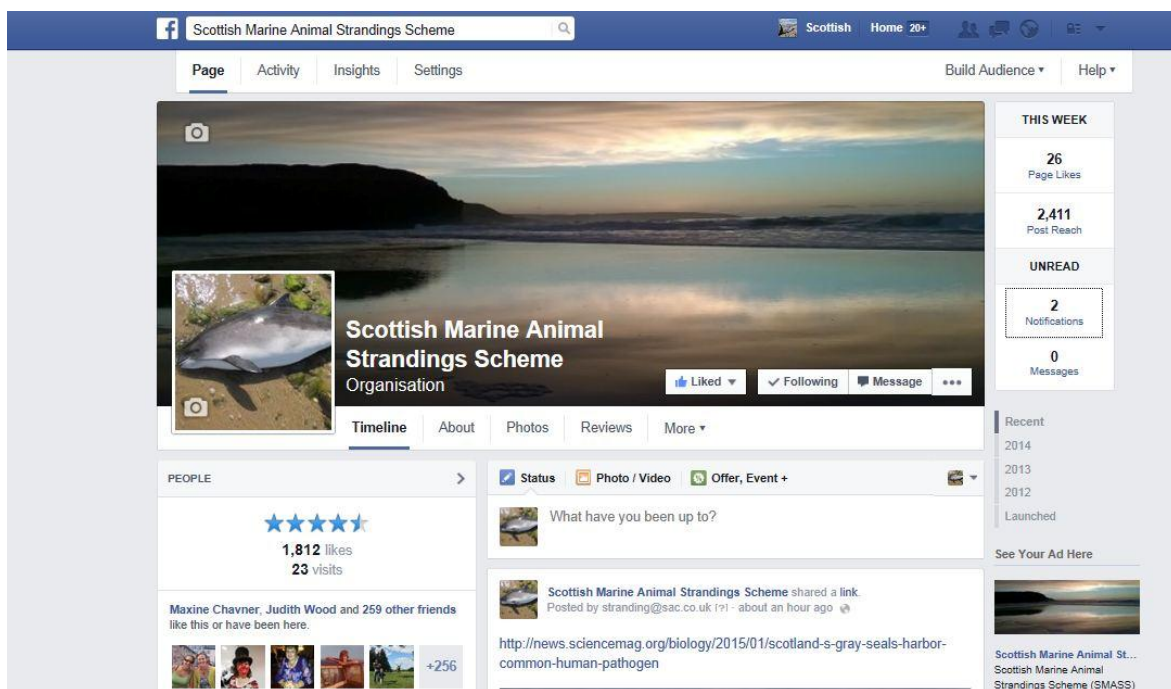 Scottish Marine Animal Strandings Scheme
Scottish Home 20+
Page Activity Insights Settings Build Audience Help
THIS WEEK
26
Page Likes
2,411
Post Reach
UNREAD
2
Notifications
0
Messages
Scottish Marine Animal
Strandings Scheme
Organisation
Liked Following Message
Timeline About Photos Reviews More
Recent
2014
2013
2012
Launched
PEOPLE
1,812 likes
23 visits
Maxine Chavner, Judith Wood and 259 other friends
like this or have been here.
+256
Status Photo / Video Offer, Event +
What have you been up to?
Scottish Marine Animal Strandings Scheme shared a link.
Posted by stranding@sac.co.uk [?] · about an hour ago
http://news.sciencemag.org/biology/2015/01/scotland-s-gray-seals-harbor-
common-human-pathogen
See Your Ad Here
Scottish Marine Animal St...
Scottish Marine Animal
Strandings Scheme (SMASS)